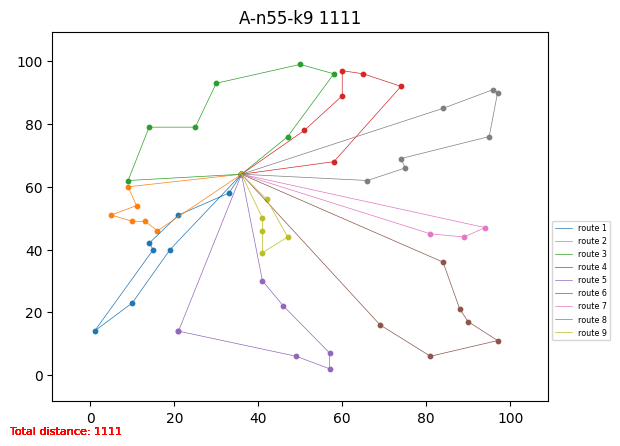 A-n55-k9 1111
100
80
60
40
20
0
0 20 40 60 80 100
route 1
route 2
route 3
route 4
route 5
route 6
route 7
route 8
route 9
Total distance: 1111